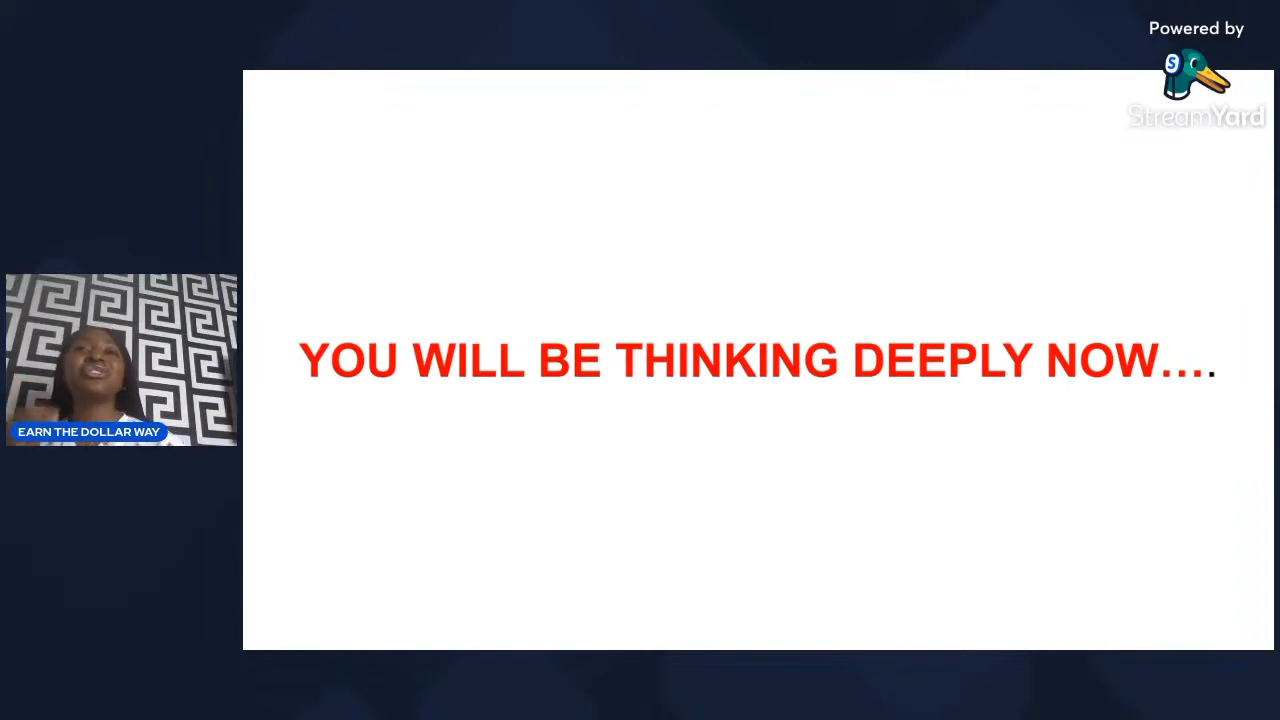 Powered by
S
StreamYard
YOU WILL BE THINKING DEEPLY NOW.....
EARN THE DOLLAR WAY